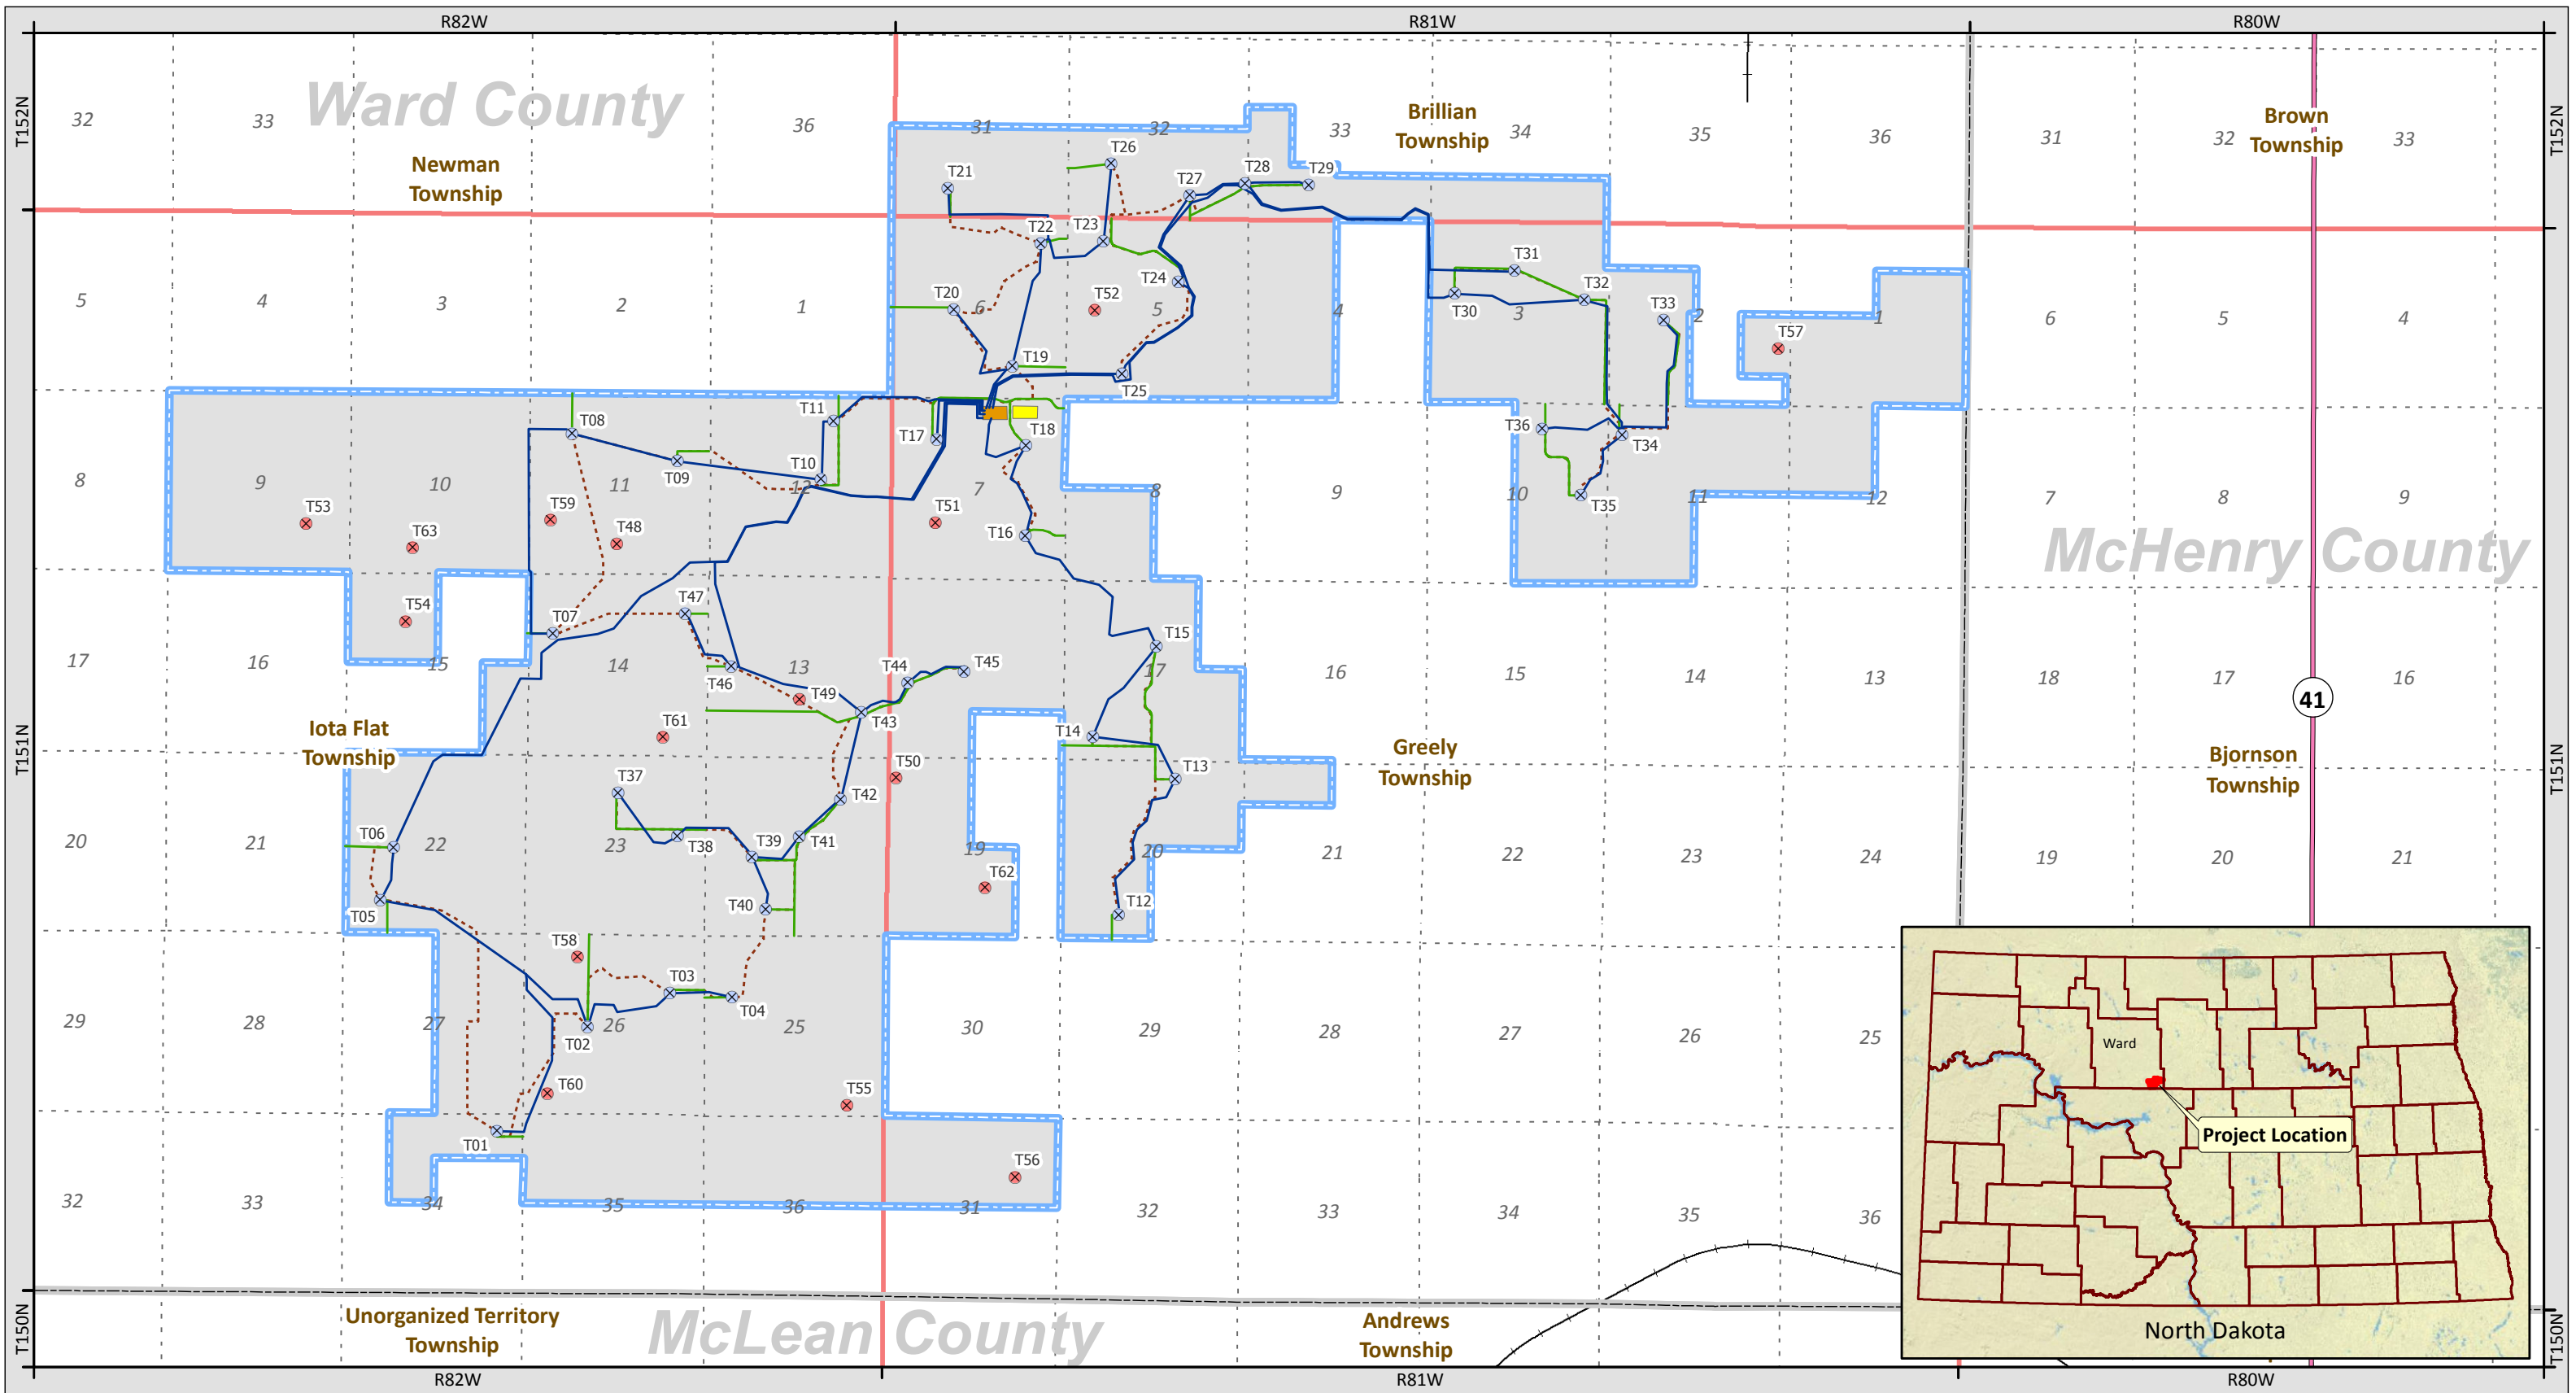 R82W
R81W
R80W
T152N
T152N
Ward County
Newman
Township
Brillian
Township
Brown
Township
32
33
36
31
32
33
34
35
36
31
32
33
T26
T21
T27
T28
T29
T22
T23
T31
T24
T32
T20
T52
T30
T33
T57
T19
T25
5
4
3
2
1
6
5
4
3
2
1
6
5
4
T08
T11
T17
T18
T36
T34
T09
T10
T35
T53
T63
T59
T48
T51
T16
8
9
10
11
12
7
8
9
10
11
12
7
8
9
McHenry County
T54
T07
T47
T15
T46
T49
T44
T45
T43
T61
T14
17
16
15
14
13
17
16
15
14
13
18
17
16
41
Iota Flat
Township
Greely
Township
Bjornson
Township
T151N
T151N
T37
T50
T13
T42
T06
T38
T39
T41
T62
T05
T40
T12
20
21
22
23
19
20
21
22
23
24
19
20
21
T58
T03
T04
T02
T60
T55
29
28
27
26
25
30
29
28
27
26
25
T01
T56
32
33
34
35
36
31
32
33
34
35
36
T150N
T150N
Unorganized Territory
Township
McLean County
Andrews
Township
R82W
R81W
R80W
Ward
Project Location
North Dakota